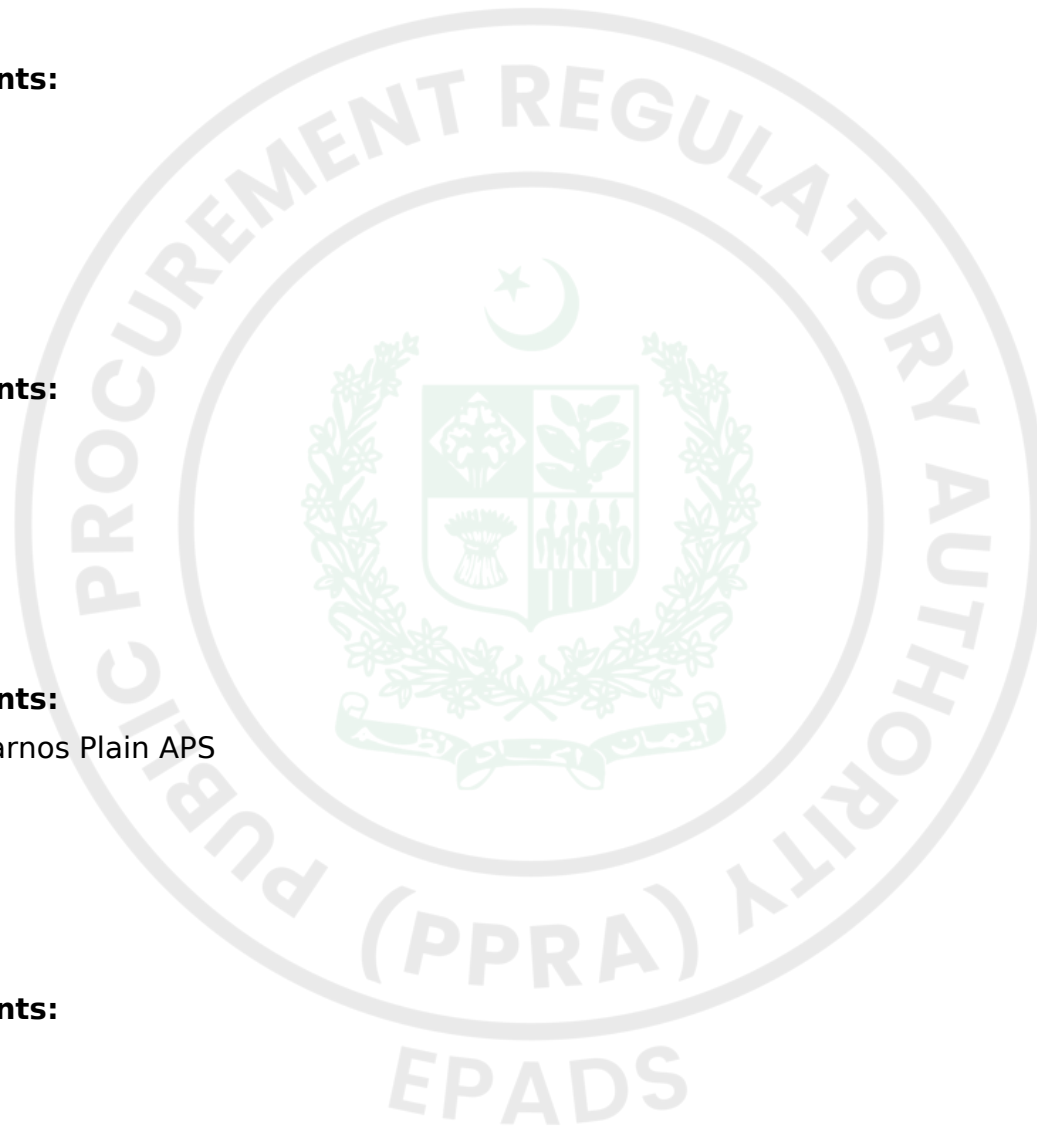 nts:
nts:
nts:
arnos Plain APS
nts:
PUBLIC PROCUREMENT REGULATORY AUTHORITY
(PPRA)
EPADS